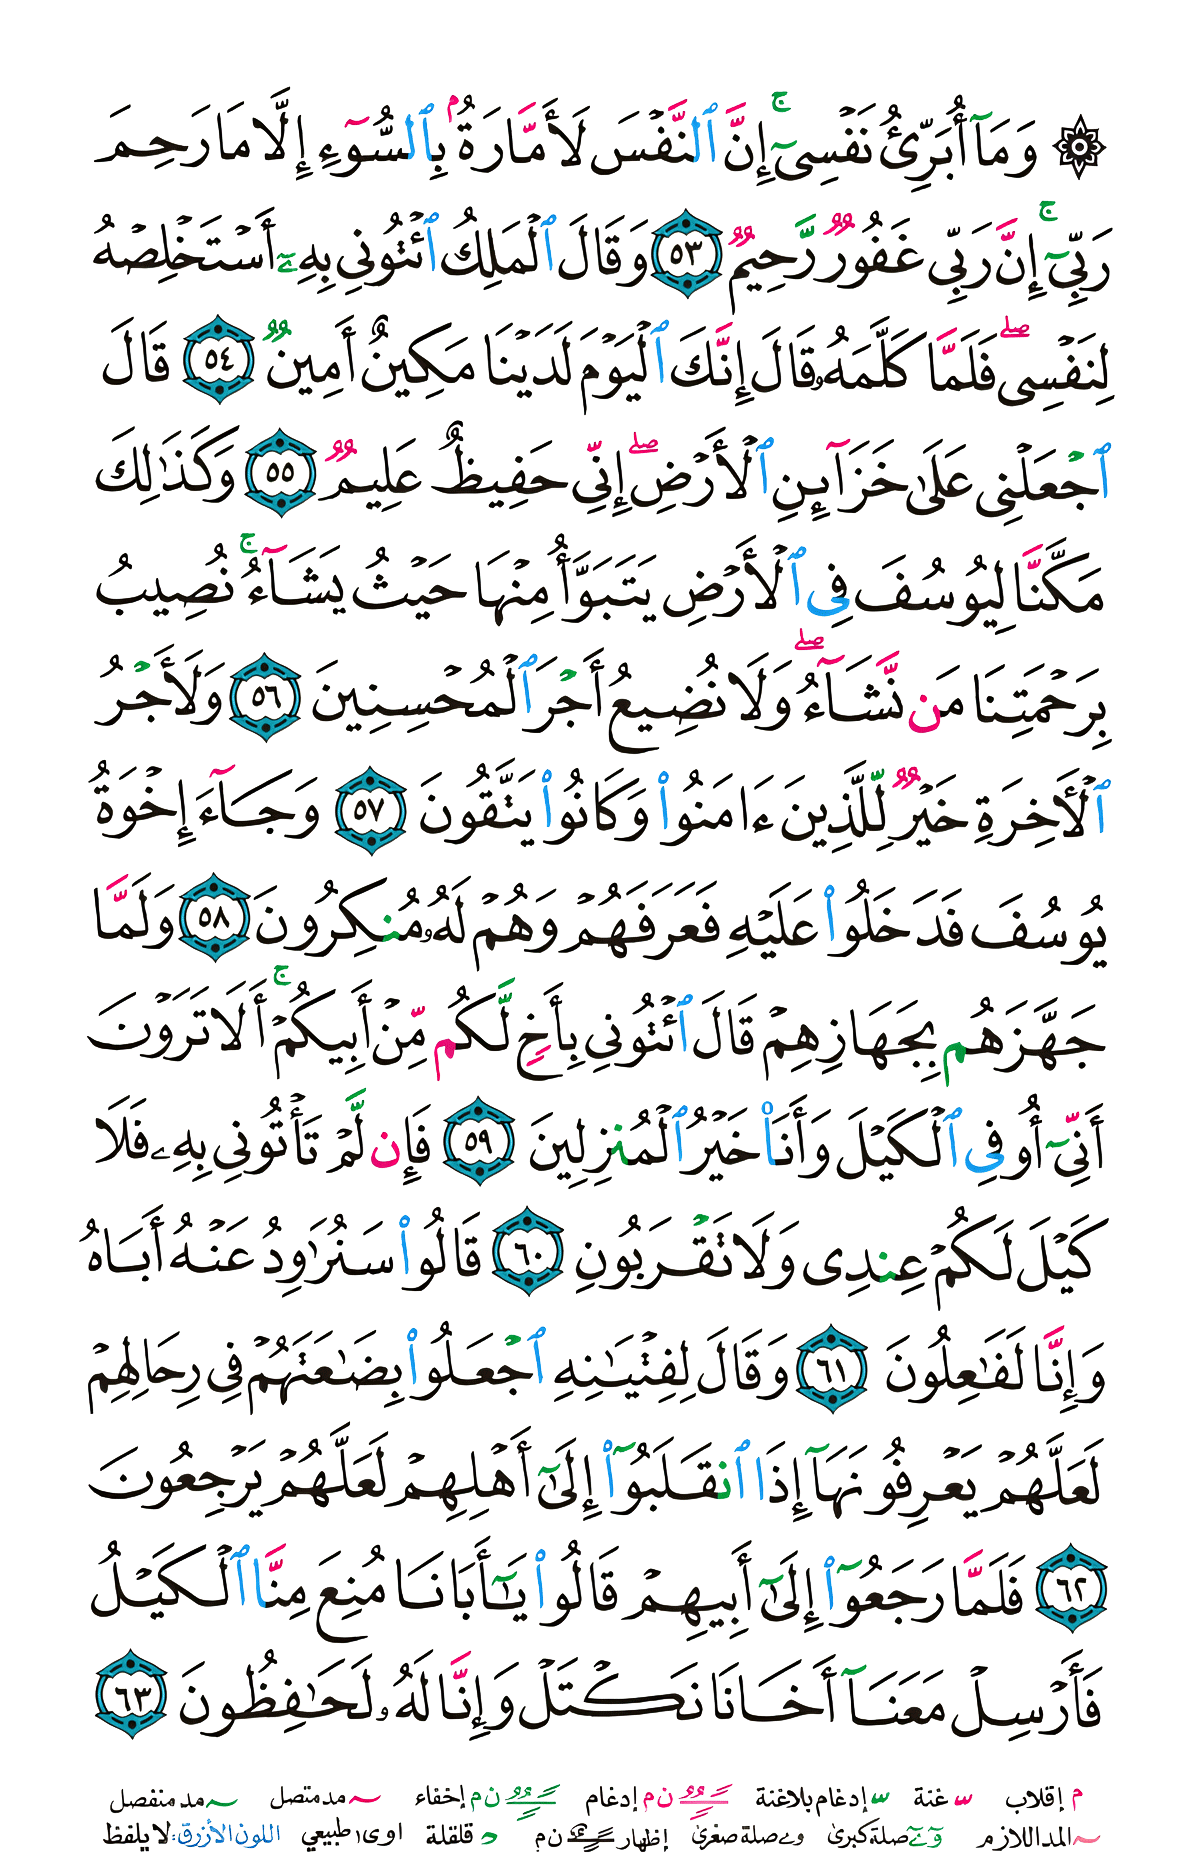 ۞ وَمَآ أُبَرِّئُ نَفْسِىٓ ۚ إِنَّ ٱلنَّفْسَ لَأَمَّارَةٌۢ بِٱلسُّوٓءِ إِلَّا مَا رَحِمَ
رَبِّىٓ ۚ إِنَّ رَبِّى غَفُورٌ رَّحِيمٌ ٥٣ وَقَالَ ٱلْمَلِكُ ٱئْتُونِى بِهِۦٓ أَسْتَخْلِصْهُ
لِنَفْسِى ۖ فَلَمَّا كَلَّمَهُۥ قَالَ إِنَّكَ ٱلْيَوْمَ لَدَيْنَا مَكِينٌ أَمِينٌ ٥٤ قَالَ
ٱجْعَلْنِى عَلَىٰ خَزَآئِنِ ٱلْأَرْضِ ۖ إِنِّى حَفِيظٌ عَلِيمٌ ٥٥ وَكَذَٰلِكَ
مَكَّنَّا لِيُوسُفَ فِى ٱلْأَرْضِ يَتَبَوَّأُ مِنْهَا حَيْثُ يَشَآءُ ۚ نُصِيبُ
بِرَحْمَتِنَا مَن نَّشَآءُ ۖ وَلَا نُضِيعُ أَجْرَ ٱلْمُحْسِنِينَ ٥٦ وَلَأَجْرُ
ٱلْأَخِرَةِ خَيْرٌ لِّلَّذِينَ ءَامَنُوا۟ وَكَانُوا۟ يَتَّقُونَ ٥٧ وَجَآءَ إِخْوَةُ
يُوسُفَ فَدَخَلُوا۟ عَلَيْهِ فَعَرَفَهُمْ وَهُمْ لَهُۥ مُنكِرُونَ ٥٨ وَلَمَّا
جَهَّزَهُم بِجَهَازِهِمْ قَالَ ٱئْتُونِى بِأَخٍ لَّكُم مِّنْ أَبِيكُمْ ۚ أَلَا تَرَوْنَ
أَنِّىٓ أُوفِى ٱلْكَيْلَ وَأَنَا۠ خَيْرُ ٱلْمُنزِلِينَ ٥٩ فَإِن لَّمْ تَأْتُونِى بِهِۦ فَلَا
كَيْلَ لَكُمْ عِندِى وَلَا تَقْرَبُونِ ٦٠ قَالُوا۟ سَنُرَٰوِدُ عَنْهُ أَبَاهُ
وَإِنَّا لَفَٰعِلُونَ ٦١ وَقَالَ لِفِتْيَٰنِهِ ٱجْعَلُوا۟ بِضَٰعَتَهُمْ فِى رِحَالِهِمْ
لَعَلَّهُمْ يَعْرِفُونَهَآ إِذَا ٱنقَلَبُوٓا۟ إِلَىٰٓ أَهْلِهِمْ لَعَلَّهُمْ يَرْجِعُونَ
٦٢ فَلَمَّا رَجَعُوٓا۟ إِلَىٰٓ أَبِيهِمْ قَالُوا۟ يَٰٓأَبَانَا مُنِعَ مِنَّا ٱلْكَيْلُ
فَأَرْسِلْ مَعَنَآ أَخَانَا نَكْتَلْ وَإِنَّا لَهُۥ لَحَٰفِظُونَ ٦٣
م إقلاب غنة إدغام بلاغنة ن م إدغام ن م إخفاء مد متصل مد منفصل
المد اللازم صلة كبرى وے صلة صغرى إظهار ن م قلقلة اوى طبيعي اللون الأزرق: لا يلفظ